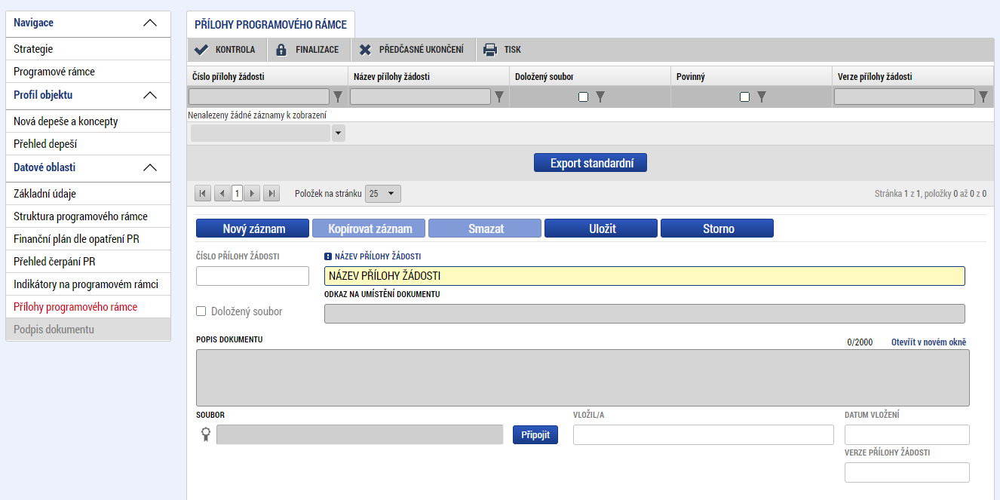 Navigace
Strategie
Programové rámce
Profil objektu
Nová depeše a koncepty
Přehled depeší
Datové oblasti
Základní údaje
Struktura programového rámce
Finanční plán dle opatření PR
Přehled čerpání PR
Indikátory na programovém rámci
Přílohy programového rámce
Podpis dokumentu
PŘÍLOHY PROGRAMOVÉHO RÁMCE
KONTROLA FINALIZACE PŘEDČASNÉ UKONČENÍ TISK
Číslo přílohy žádosti Název přílohy žádosti Doložený soubor Povinný Verze přílohy žádosti
Nenalezeny žádné záznamy k zobrazení
Export standardní
1 Položek na stránku 25 Stránka 1 z 1, položky 0 až 0 z 0
Nový záznam Kopírovat záznam Smazat Uložit Storno
ČÍSLO PŘÍLOHY ŽÁDOSTI NÁZEV PŘÍLOHY ŽÁDOSTI
NÁZEV PŘÍLOHY ŽÁDOSTI
ODKAZ NA UMÍSTĚNÍ DOKUMENTU
Doložený soubor
POPIS DOKUMENTU 0/2000 Otevřít v novém okně
SOUBOR VLOŽIL/A DATUM VLOŽENÍ
Připojit
VERZE PŘÍLOHY ŽÁDOSTI